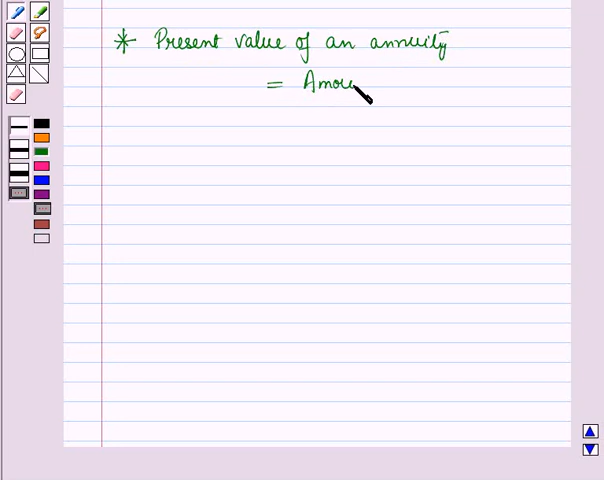 * Present value of an annuity
= Amou